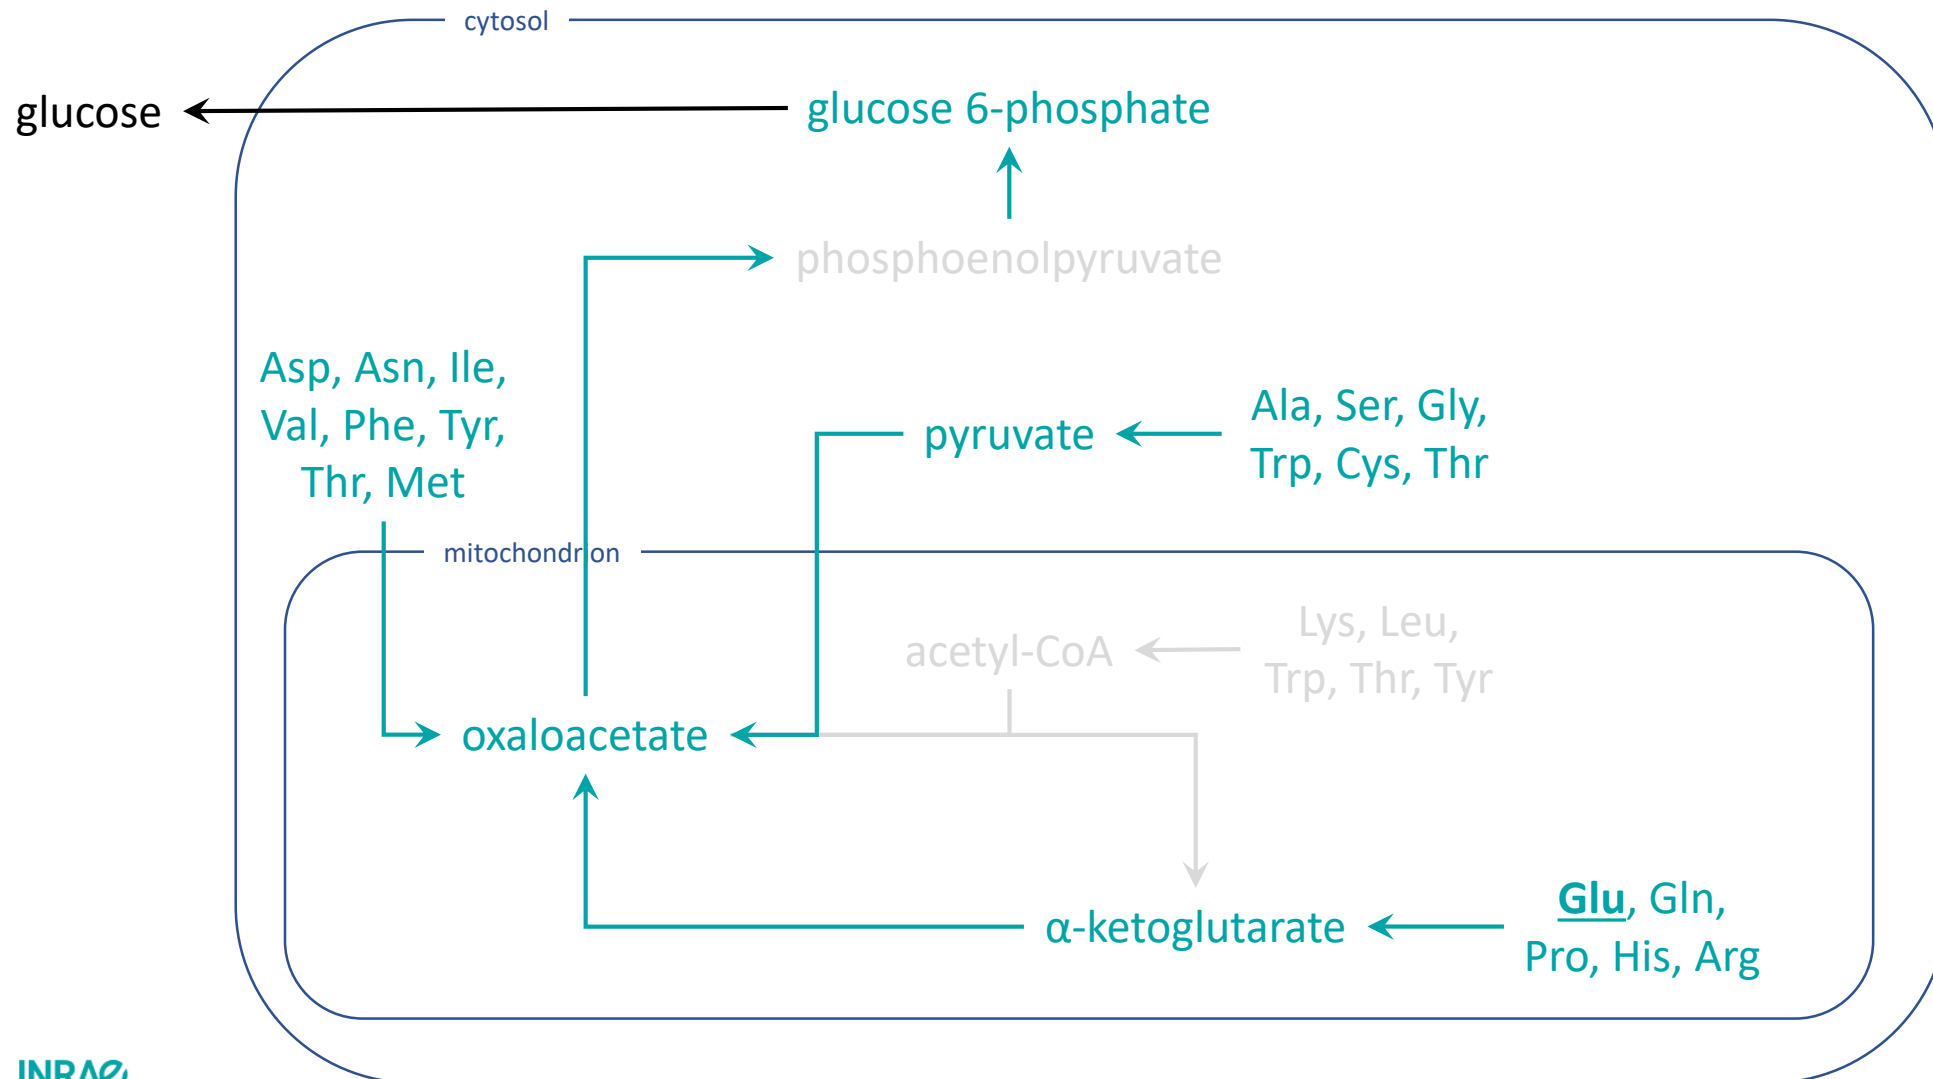 cytosol
glucose
glucose 6-phosphate
phosphoenolpyruvate
Asp, Asn, Ile,
Val, Phe, Tyr,
Thr, Met
pyruvate
Ala, Ser, Gly,
Trp, Cys, Thr
mitochondrion
acetyl-CoA
Lys, Leu,
Trp, Thr, Tyr
oxaloacetate
α-ketoglutarate
Glu, Gln,
Pro, His, Arg
INRAE